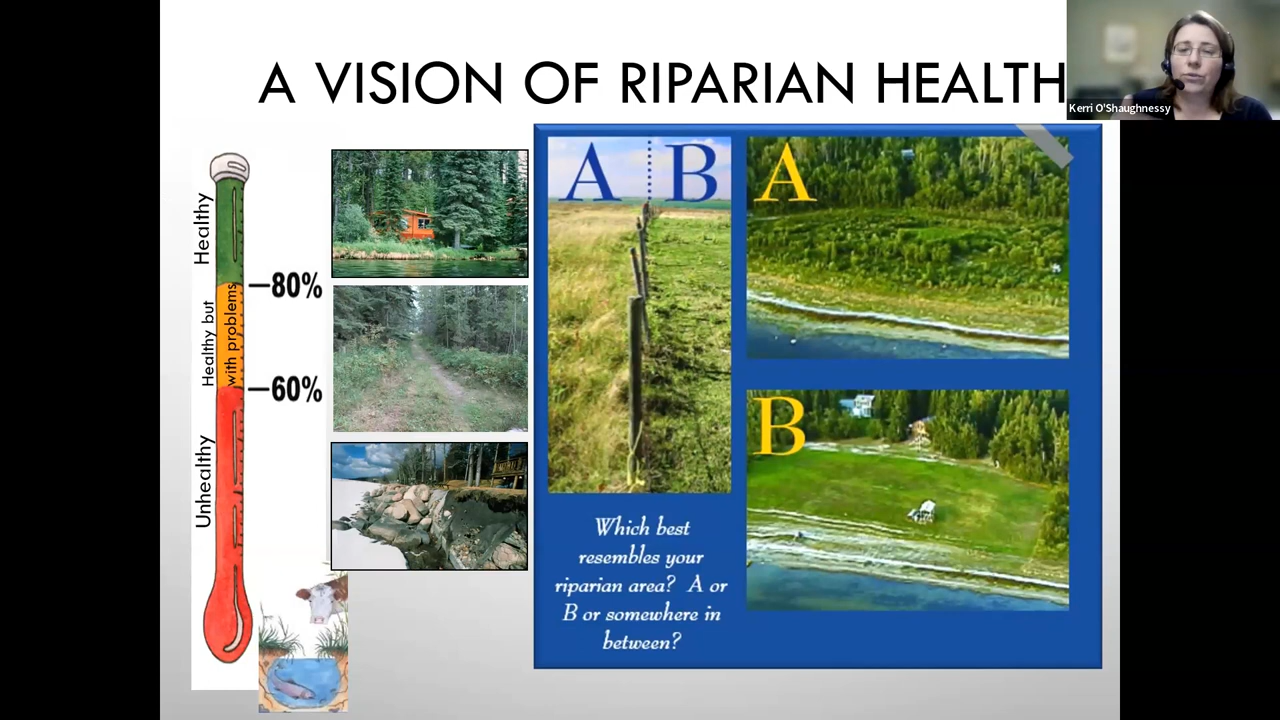 A VISION OF RIPARIAN HEALTH
Kerri O'Shaughnessy
Healthy
80%
Healthy but
with problems
60%
Unhealthy
A B
A
B
Which best
resembles your
riparian area? A or
B or somewhere in
between?